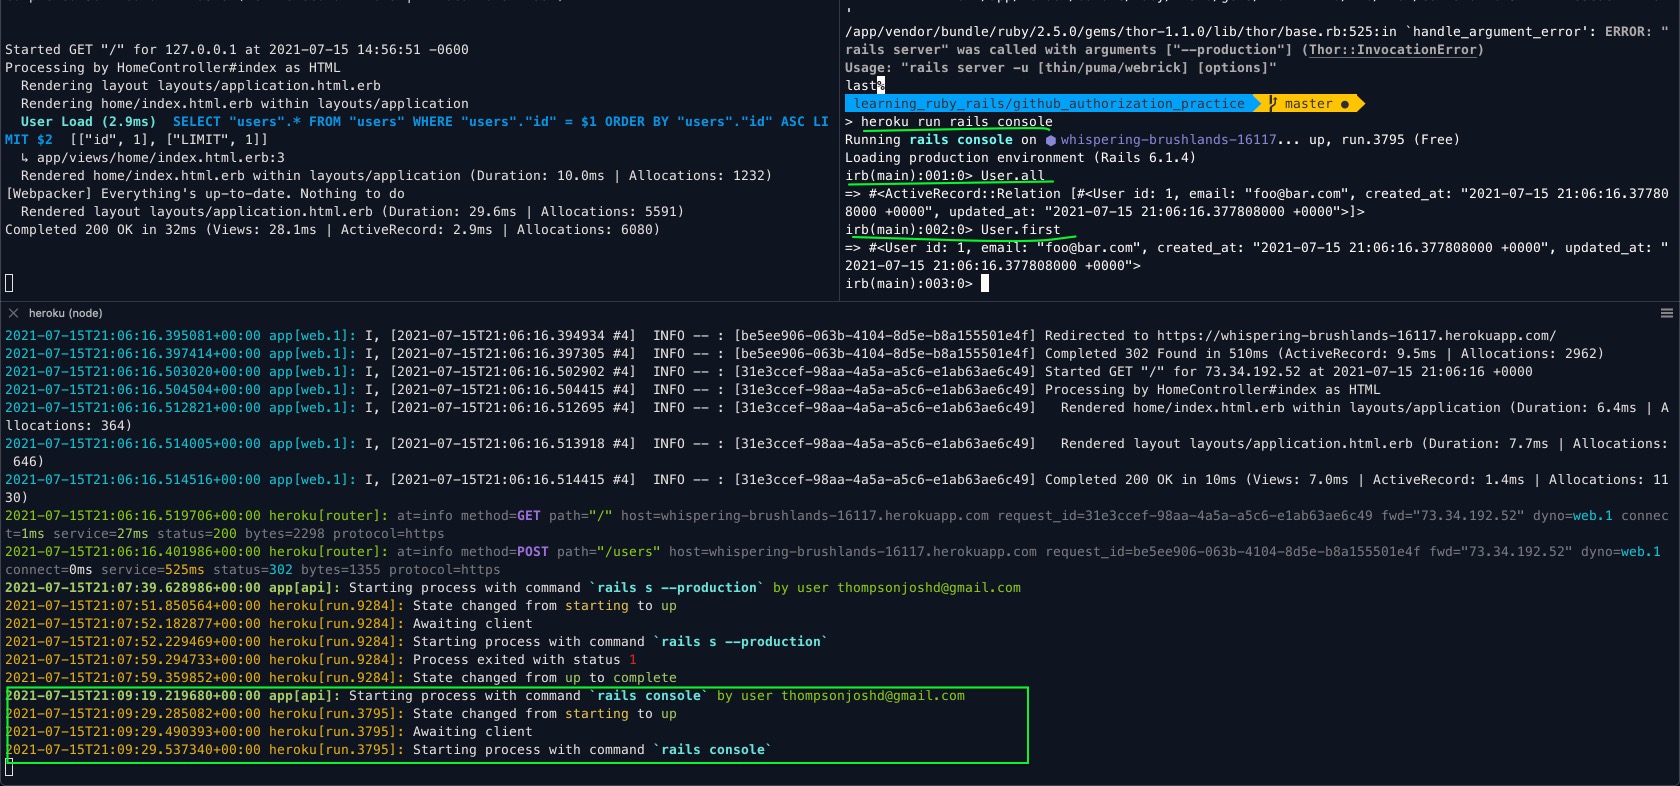 Started GET "/" for 127.0.0.1 at 2021-07-15 14:56:51 -0600
Processing by HomeController#index as HTML
  Rendering layout layouts/application.html.erb
  Rendering home/index.html.erb within layouts/application
  User Load (2.9ms)  SELECT "users".* FROM "users" WHERE "users"."id" = $1 ORDER BY "users"."id" ASC LI
MIT $2  [["id", 1], ["LIMIT", 1]]
  ↳ app/views/home/index.html.erb:3
  Rendered home/index.html.erb within layouts/application (Duration: 10.0ms | Allocations: 1232)
[Webpacker] Everything's up-to-date. Nothing to do
  Rendered layout layouts/application.html.erb (Duration: 29.6ms | Allocations: 5591)
Completed 200 OK in 32ms (Views: 28.1ms | ActiveRecord: 2.9ms | Allocations: 6080)
'
/app/vendor/bundle/ruby/2.5.0/gems/thor-1.1.0/lib/thor/base.rb:525:in `handle_argument_error': ERROR: "
rails server" was called with arguments ["--production"] (Thor::InvocationError)
Usage: "rails server -u [thin/puma/webrick] [options]"
last%
learning_ruby_rails/github_authorization_practice master ●
> heroku run rails console
Running rails console on ⬢ whispering-brushlands-16117... up, run.3795 (Free)
Loading production environment (Rails 6.1.4)
irb(main):001:0> User.all
=> #<ActiveRecord::Relation [#<User id: 1, email: "foo@bar.com", created_at: "2021-07-15 21:06:16.37780
8000 +0000", updated_at: "2021-07-15 21:06:16.377808000 +0000">]>
irb(main):002:0> User.first
=> #<User id: 1, email: "foo@bar.com", created_at: "2021-07-15 21:06:16.377808000 +0000", updated_at: "
2021-07-15 21:06:16.377808000 +0000">
irb(main):003:0>
heroku (node)
2021-07-15T21:06:16.395081+00:00 app[web.1]: I, [2021-07-15T21:06:16.394934 #4]  INFO -- : [be5ee906-063b-4104-8d5e-b8a155501e4f] Redirected to https://whispering-brushlands-16117.herokuapp.com/
2021-07-15T21:06:16.397414+00:00 app[web.1]: I, [2021-07-15T21:06:16.397305 #4]  INFO -- : [be5ee906-063b-4104-8d5e-b8a155501e4f] Completed 302 Found in 510ms (ActiveRecord: 9.5ms | Allocations: 2962)
2021-07-15T21:06:16.503020+00:00 app[web.1]: I, [2021-07-15T21:06:16.502902 #4]  INFO -- : [31e3ccef-98aa-4a5a-a5c6-e1ab63ae6c49] Started GET "/" for 73.34.192.52 at 2021-07-15 21:06:16 +0000
2021-07-15T21:06:16.504504+00:00 app[web.1]: I, [2021-07-15T21:06:16.504415 #4]  INFO -- : [31e3ccef-98aa-4a5a-a5c6-e1ab63ae6c49] Processing by HomeController#index as HTML
2021-07-15T21:06:16.512821+00:00 app[web.1]: I, [2021-07-15T21:06:16.512695 #4]  INFO -- : [31e3ccef-98aa-4a5a-a5c6-e1ab63ae6c49]   Rendered home/index.html.erb within layouts/application (Duration: 6.4ms | A
llocations: 364)
2021-07-15T21:06:16.514005+00:00 app[web.1]: I, [2021-07-15T21:06:16.513918 #4]  INFO -- : [31e3ccef-98aa-4a5a-a5c6-e1ab63ae6c49]   Rendered layout layouts/application.html.erb (Duration: 7.7ms | Allocations:
 646)
2021-07-15T21:06:16.514516+00:00 app[web.1]: I, [2021-07-15T21:06:16.514415 #4]  INFO -- : [31e3ccef-98aa-4a5a-a5c6-e1ab63ae6c49] Completed 200 OK in 10ms (Views: 7.0ms | ActiveRecord: 1.4ms | Allocations: 11
30)
2021-07-15T21:06:16.519706+00:00 heroku[router]: at=info method=GET path="/" host=whispering-brushlands-16117.herokuapp.com request_id=31e3ccef-98aa-4a5a-a5c6-e1ab63ae6c49 fwd="73.34.192.52" dyno=web.1 connec
t=1ms service=27ms status=200 bytes=2298 protocol=https
2021-07-15T21:06:16.401986+00:00 heroku[router]: at=info method=POST path="/users" host=whispering-brushlands-16117.herokuapp.com request_id=be5ee906-063b-4104-8d5e-b8a155501e4f fwd="73.34.192.52" dyno=web.1
connect=0ms service=525ms status=302 bytes=1355 protocol=https
2021-07-15T21:07:39.628986+00:00 app[api]: Starting process with command `rails s --production` by user thompsonjoshd@gmail.com
2021-07-15T21:07:51.850564+00:00 heroku[run.9284]: State changed from starting to up
2021-07-15T21:07:52.182877+00:00 heroku[run.9284]: Awaiting client
2021-07-15T21:07:52.229469+00:00 heroku[run.9284]: Starting process with command `rails s --production`
2021-07-15T21:07:59.294733+00:00 heroku[run.9284]: Process exited with status 1
2021-07-15T21:07:59.359852+00:00 heroku[run.9284]: State changed from up to complete
2021-07-15T21:09:19.219680+00:00 app[api]: Starting process with command `rails console` by user thompsonjoshd@gmail.com
2021-07-15T21:09:29.285082+00:00 heroku[run.3795]: State changed from starting to up
2021-07-15T21:09:29.490393+00:00 heroku[run.3795]: Awaiting client
2021-07-15T21:09:29.537340+00:00 heroku[run.3795]: Starting process with command `rails console`